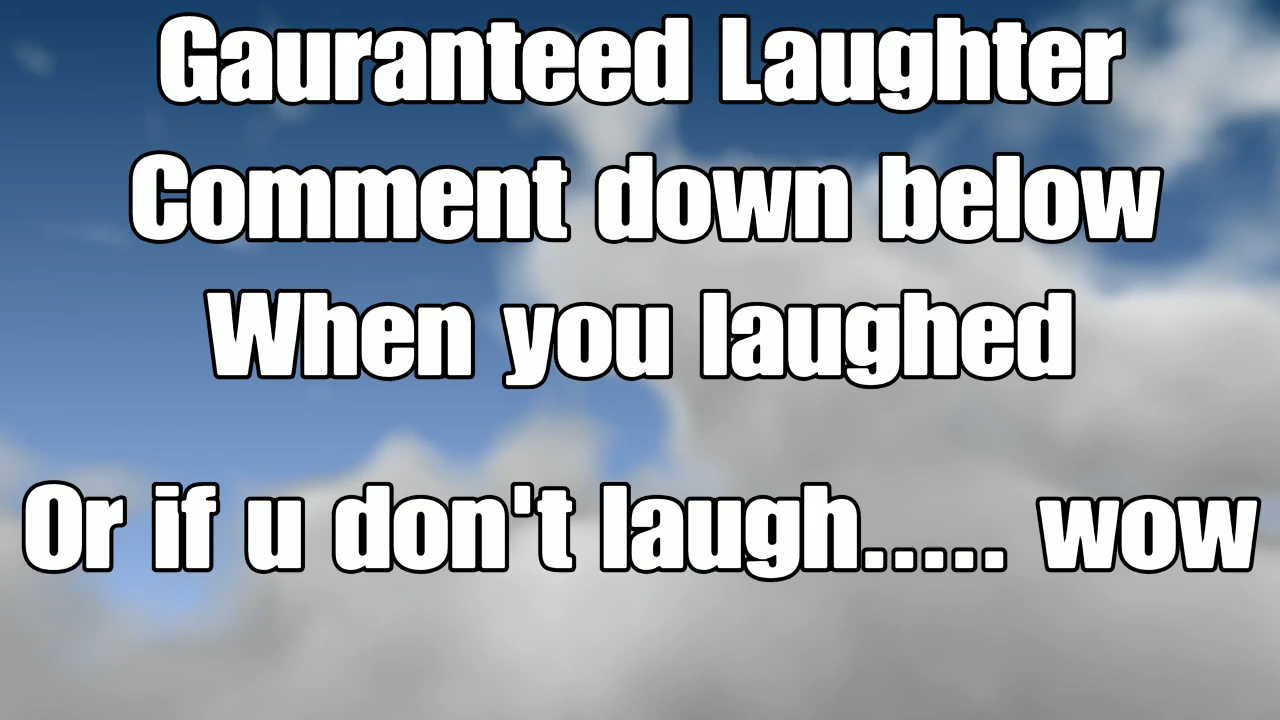 Gauranteed Laughter
Comment down below
When you laughed
Or if u don't laugh..... wow